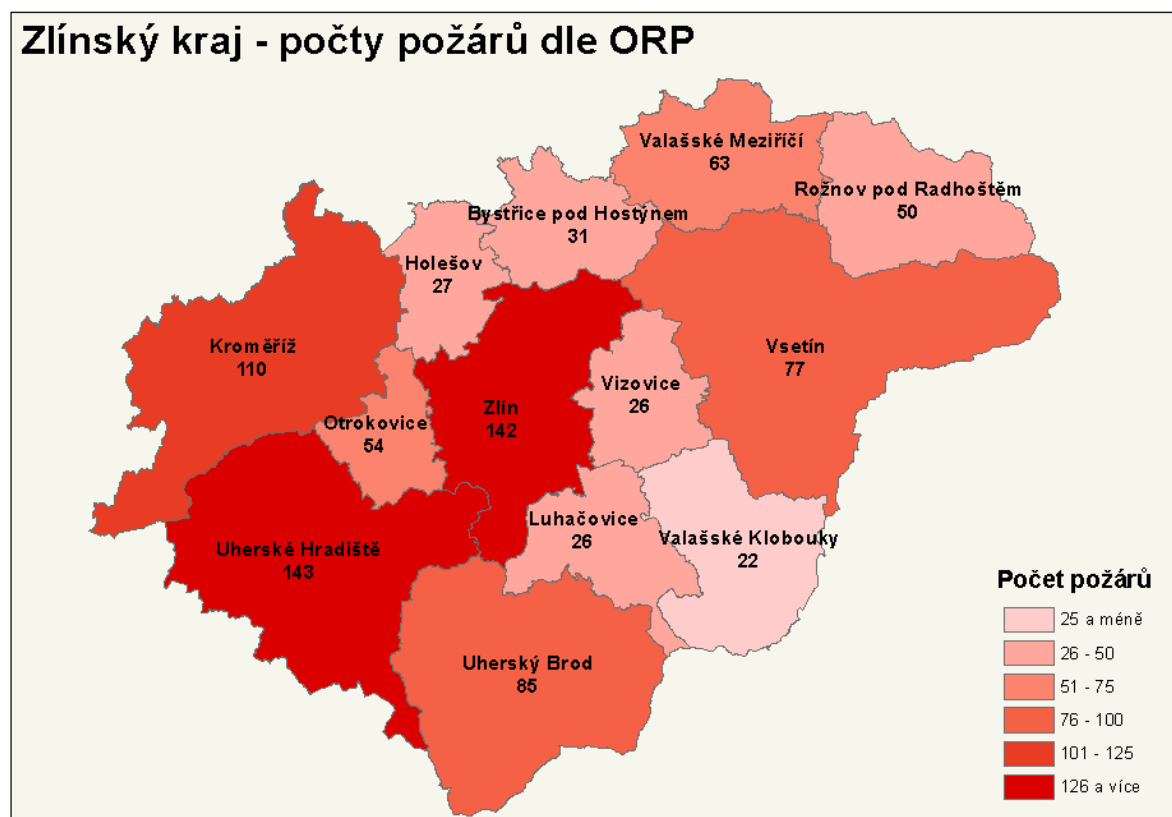 Zlínský kraj - počty požárů dle ORP
Valašské Meziříčí
63
Rožnov pod Radhoštěm
50
Bystřice pod Hostýnem
31
Holešov
27
Kroměříž
110
Vsetín
77
Vizovice
26
Zlín
142
Otrokovice
54
Luhačovice
26
Valašské Klobouky
22
Uherské Hradiště
143
Uherský Brod
85
Počet požárů
25 a méně
26 - 50
51 - 75
76 - 100
101 - 125
126 a více